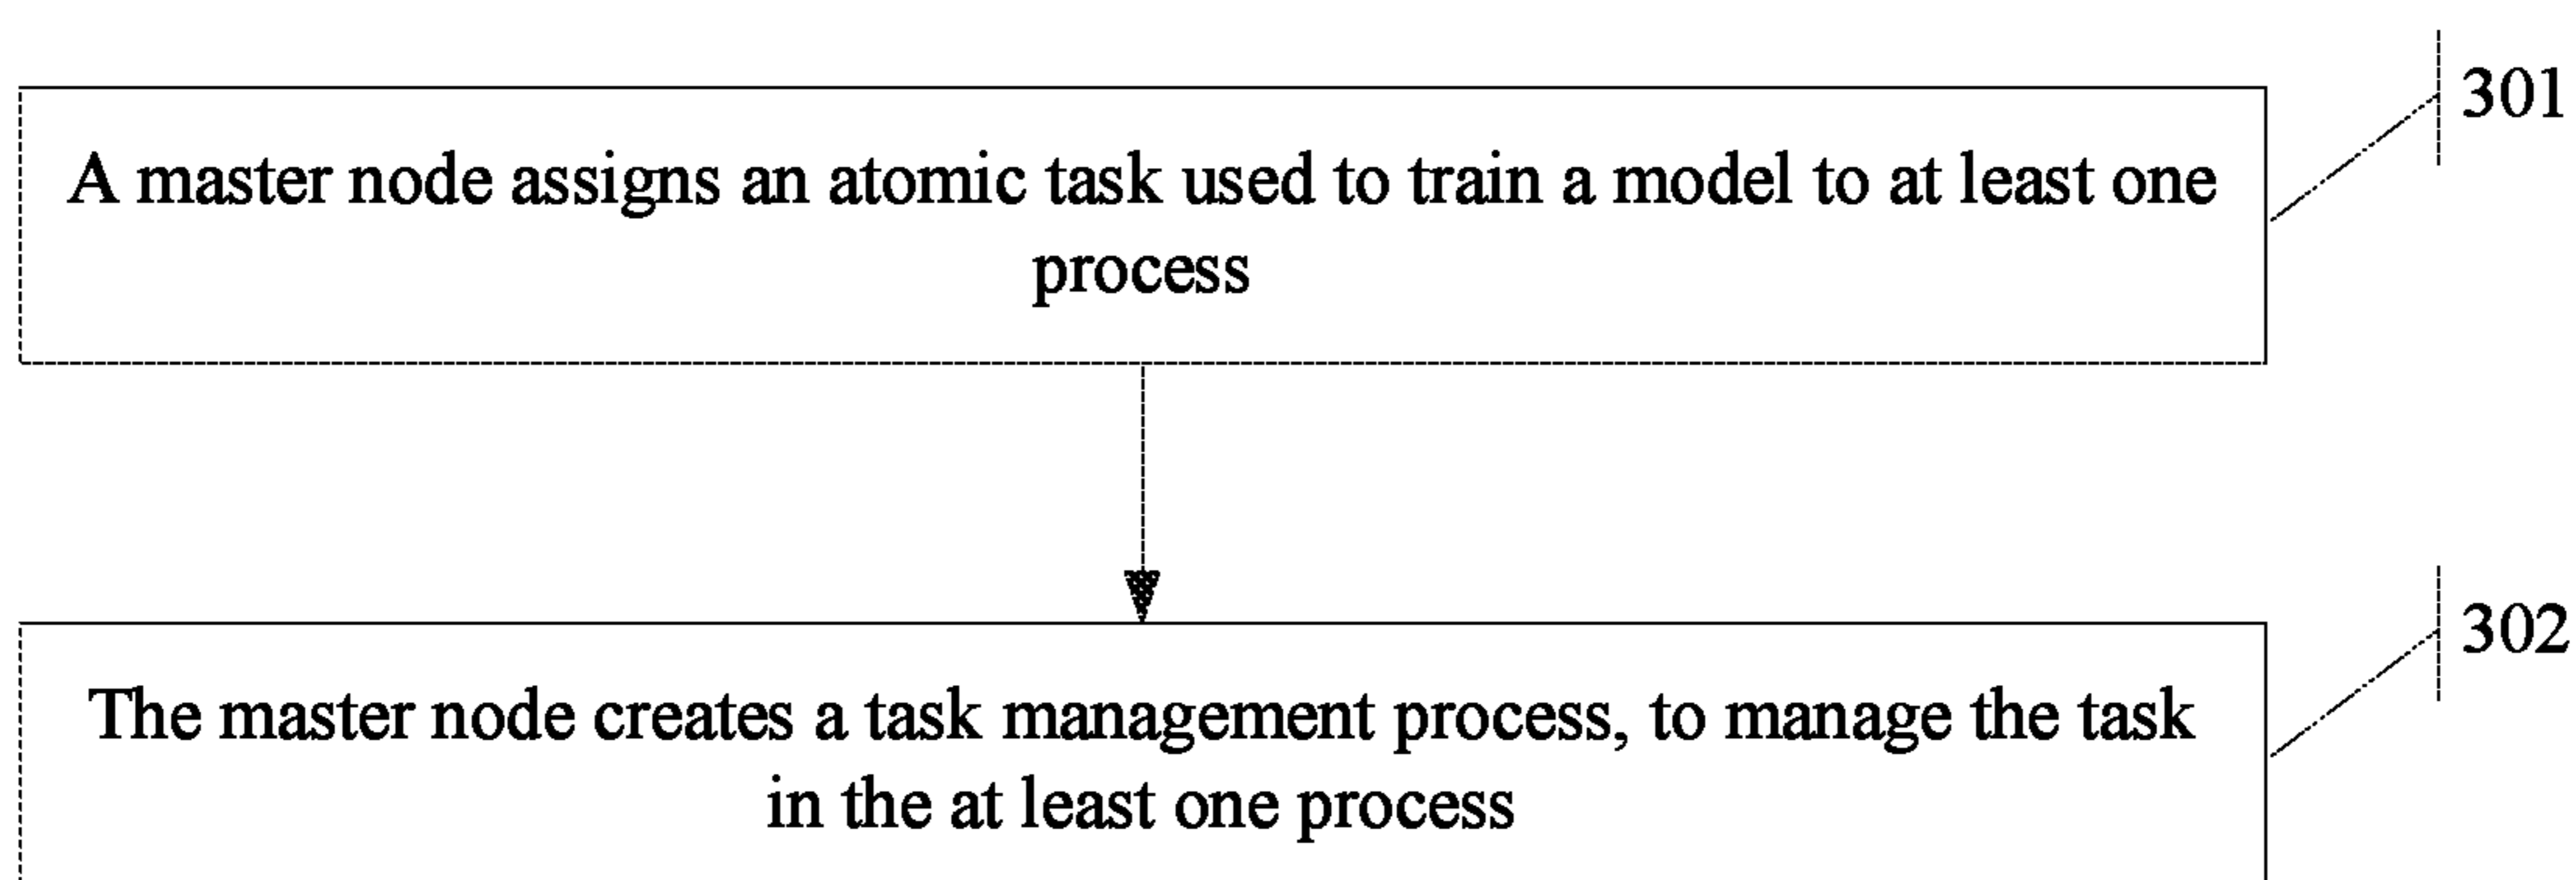 301
A master node assigns an atomic task used to train a model to at least one
process
302
The master node creates a task management process, to manage the task
in the at least one process